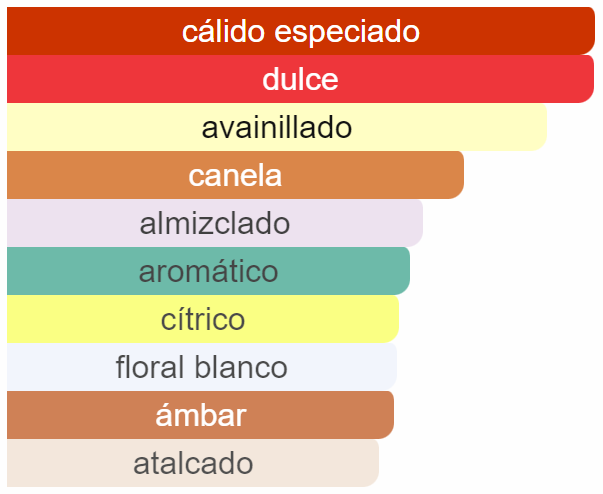 cálido especiado
dulce
avainillado
canela
almizclado
aromático
cítrico
floral blanco
ámbar
atalcado